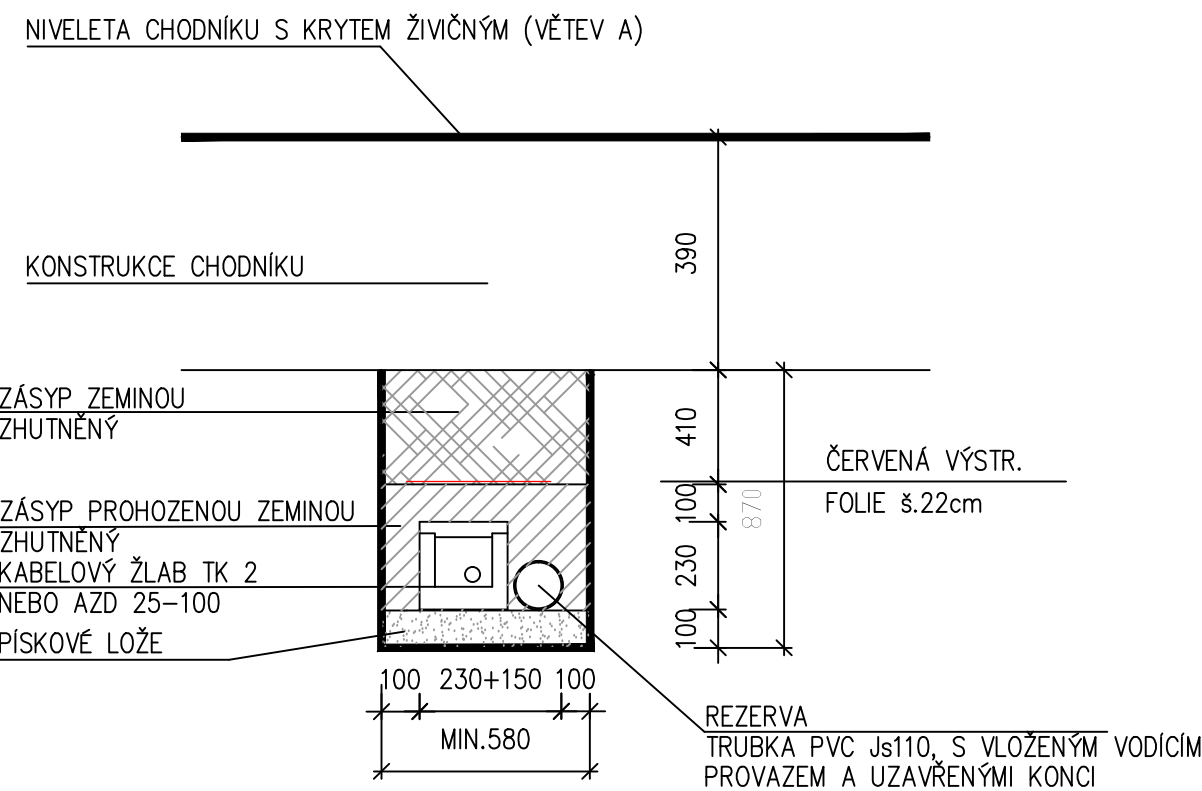 NIVELETA CHODNÍKU S KRYTEM ŽIVIČNÝM (VĚTEV A)
390
KONSTRUKCE CHODNÍKU
ZÁSYP ZEMINOU
ZHUTNĚNÝ
410
ČERVENÁ VÝSTR.
FOLIE š.22cm
100
870
ZÁSYP PROHOZENOU ZEMINOU
ZHUTNĚNÝ
KABELOVÝ ŽLAB TK 2
NEBO AZD 25-100
230
PÍSKOVÉ LOŽE
100
100 230+150 100
MIN.580
REZERVA
TRUBKA PVC Js110, S VLOŽENÝM VODÍCÍM
PROVAZEM A UZAVŘENÝMI KONCI